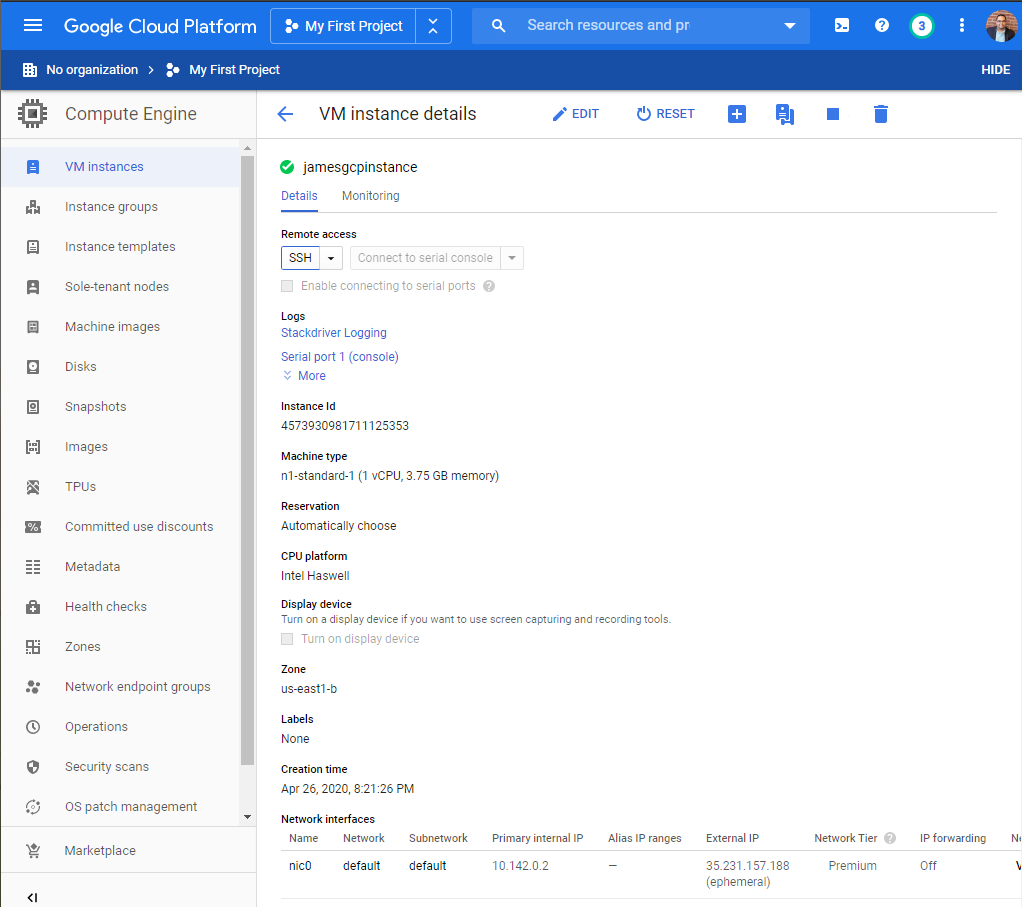 Google Cloud Platform
My First Project
Search resources and pr
3
No organization
My First Project
HIDE
Compute Engine
VM instances
Instance groups
Instance templates
Sole-tenant nodes
Machine images
Disks
Snapshots
Images
TPUs
Committed use discounts
Metadata
Health checks
Zones
Network endpoint groups
Operations
Security scans
OS patch management
Marketplace
VM instance details
EDIT
RESET
jamesgcpinstance
Details Monitoring
Remote access
SSH
Connect to serial console
Enable connecting to serial ports
Logs
Stackdriver Logging
Serial port 1 (console)
More
Instance Id
4573930981711125353
Machine type
n1-standard-1 (1 vCPU, 3.75 GB memory)
Reservation
Automatically choose
CPU platform
Intel Haswell
Display device
Turn on a display device if you want to use screen capturing and recording tools.
Turn on display device
Zone
us-east1-b
Labels
None
Creation time
Apr 26, 2020, 8:21:26 PM
Network interfaces
Name Network Subnetwork Primary internal IP Alias IP ranges External IP Network Tier IP forwarding
nic0 default default 10.142.0.2 — 35.231.157.188 Premium Off
(ephemeral)